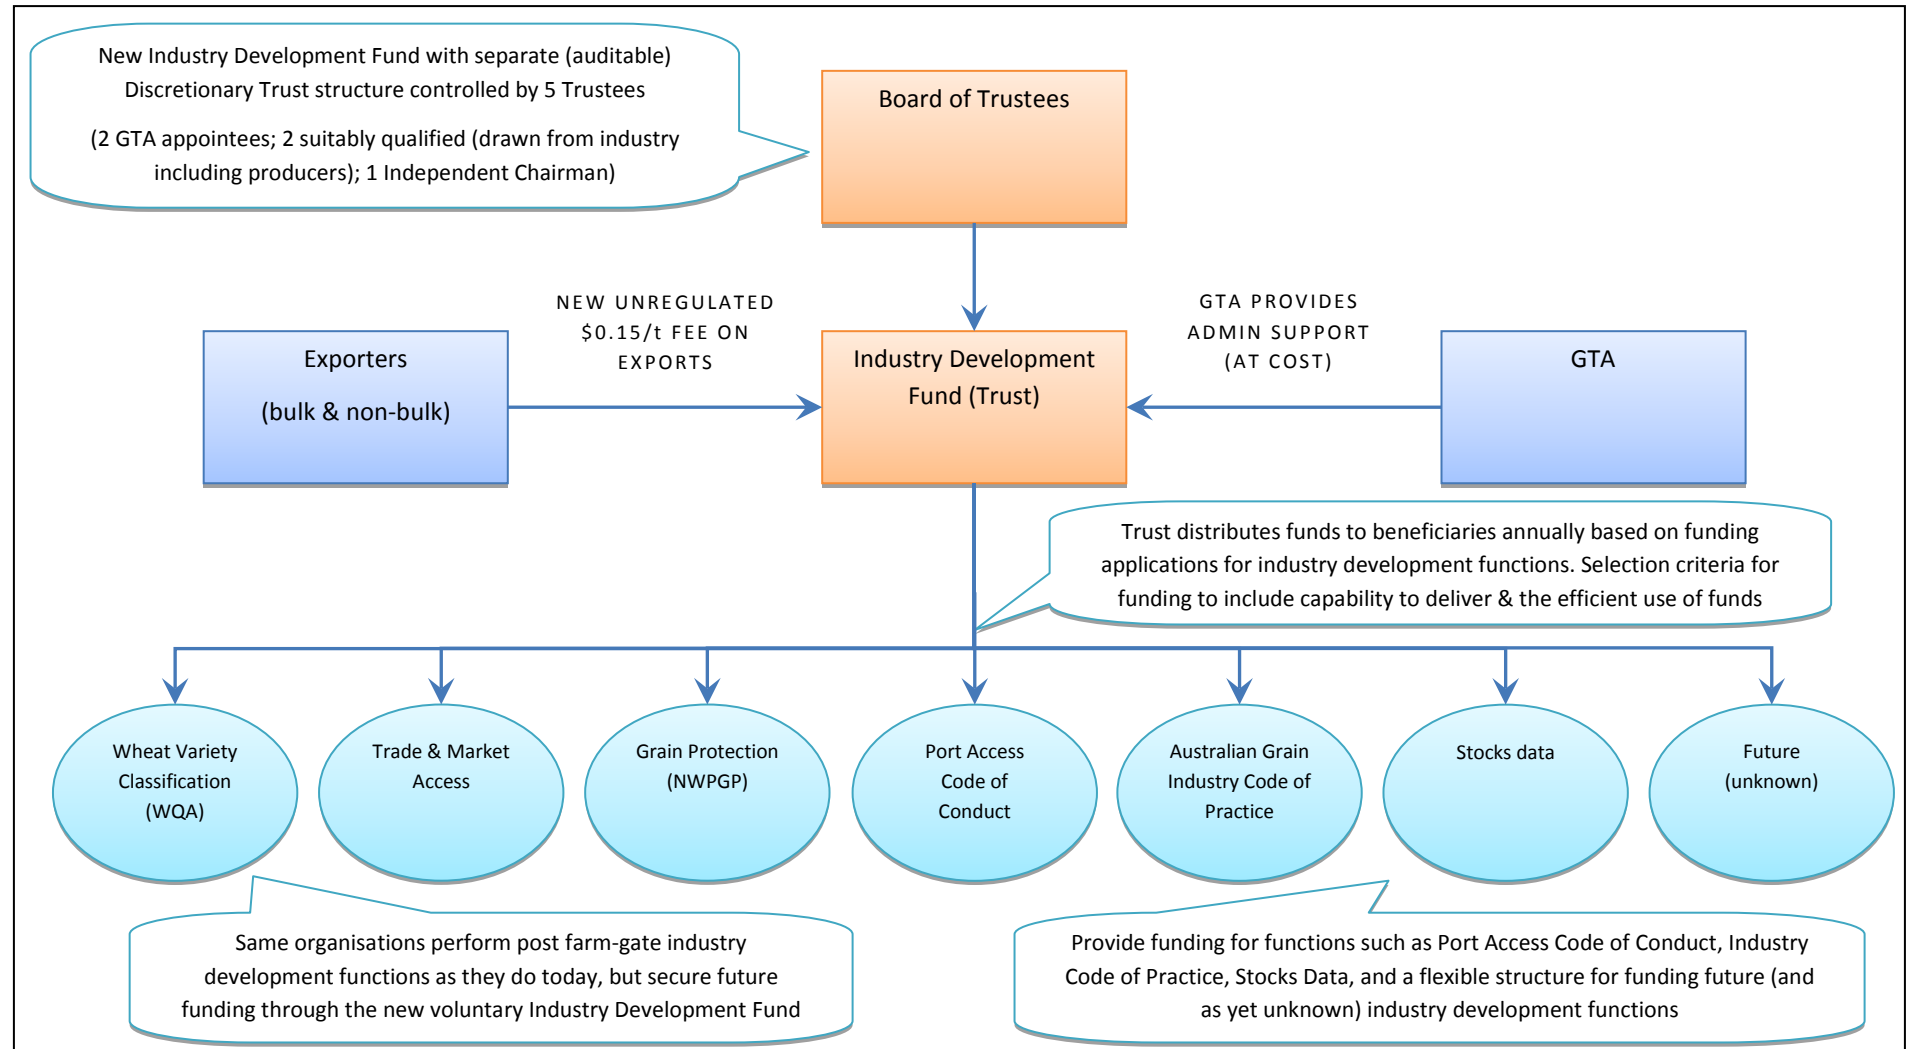 New Industry Development Fund with separate (auditable)
Discretionary Trust structure controlled by 5 Trustees
(2 GTA appointees; 2 suitably qualified (drawn from industry
including producers); 1 Independent Chairman)
Board of Trustees
NEW UNREGULATED
$0.15/t FEE ON
EXPORTS
GTA PROVIDES
ADMIN SUPPORT
(AT COST)
Exporters
(bulk & non-bulk)
Industry Development
Fund (Trust)
GTA
Trust distributes funds to beneficiaries annually based on funding
applications for industry development functions. Selection criteria for
funding to include capability to deliver & the efficient use of funds
Wheat Variety
Classification
(WQA)
Trade & Market
Access
Grain Protection
(NWPGP)
Port Access
Code of
Conduct
Australian Grain
Industry Code of
Practice
Stocks data
Future
(unknown)
Same organisations perform post farm-gate industry
development functions as they do today, but secure future
funding through the new voluntary Industry Development Fund
Provide funding for functions such as Port Access Code of Conduct, Industry
Code of Practice, Stocks Data, and a flexible structure for funding future (and
as yet unknown) industry development functions